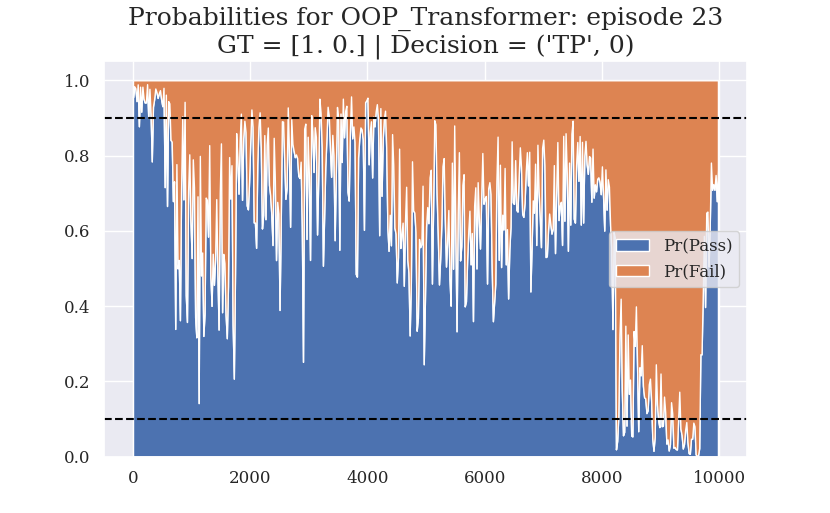 Probabilities for OOP_Transformer: episode 23
GT = [1. 0.] | Decision = ('TP', 0)
1.0
0.8
0.6
0.4
0.2
0.0
Pr(Pass)
Pr(Fail)
0 2000 4000 6000 8000 10000